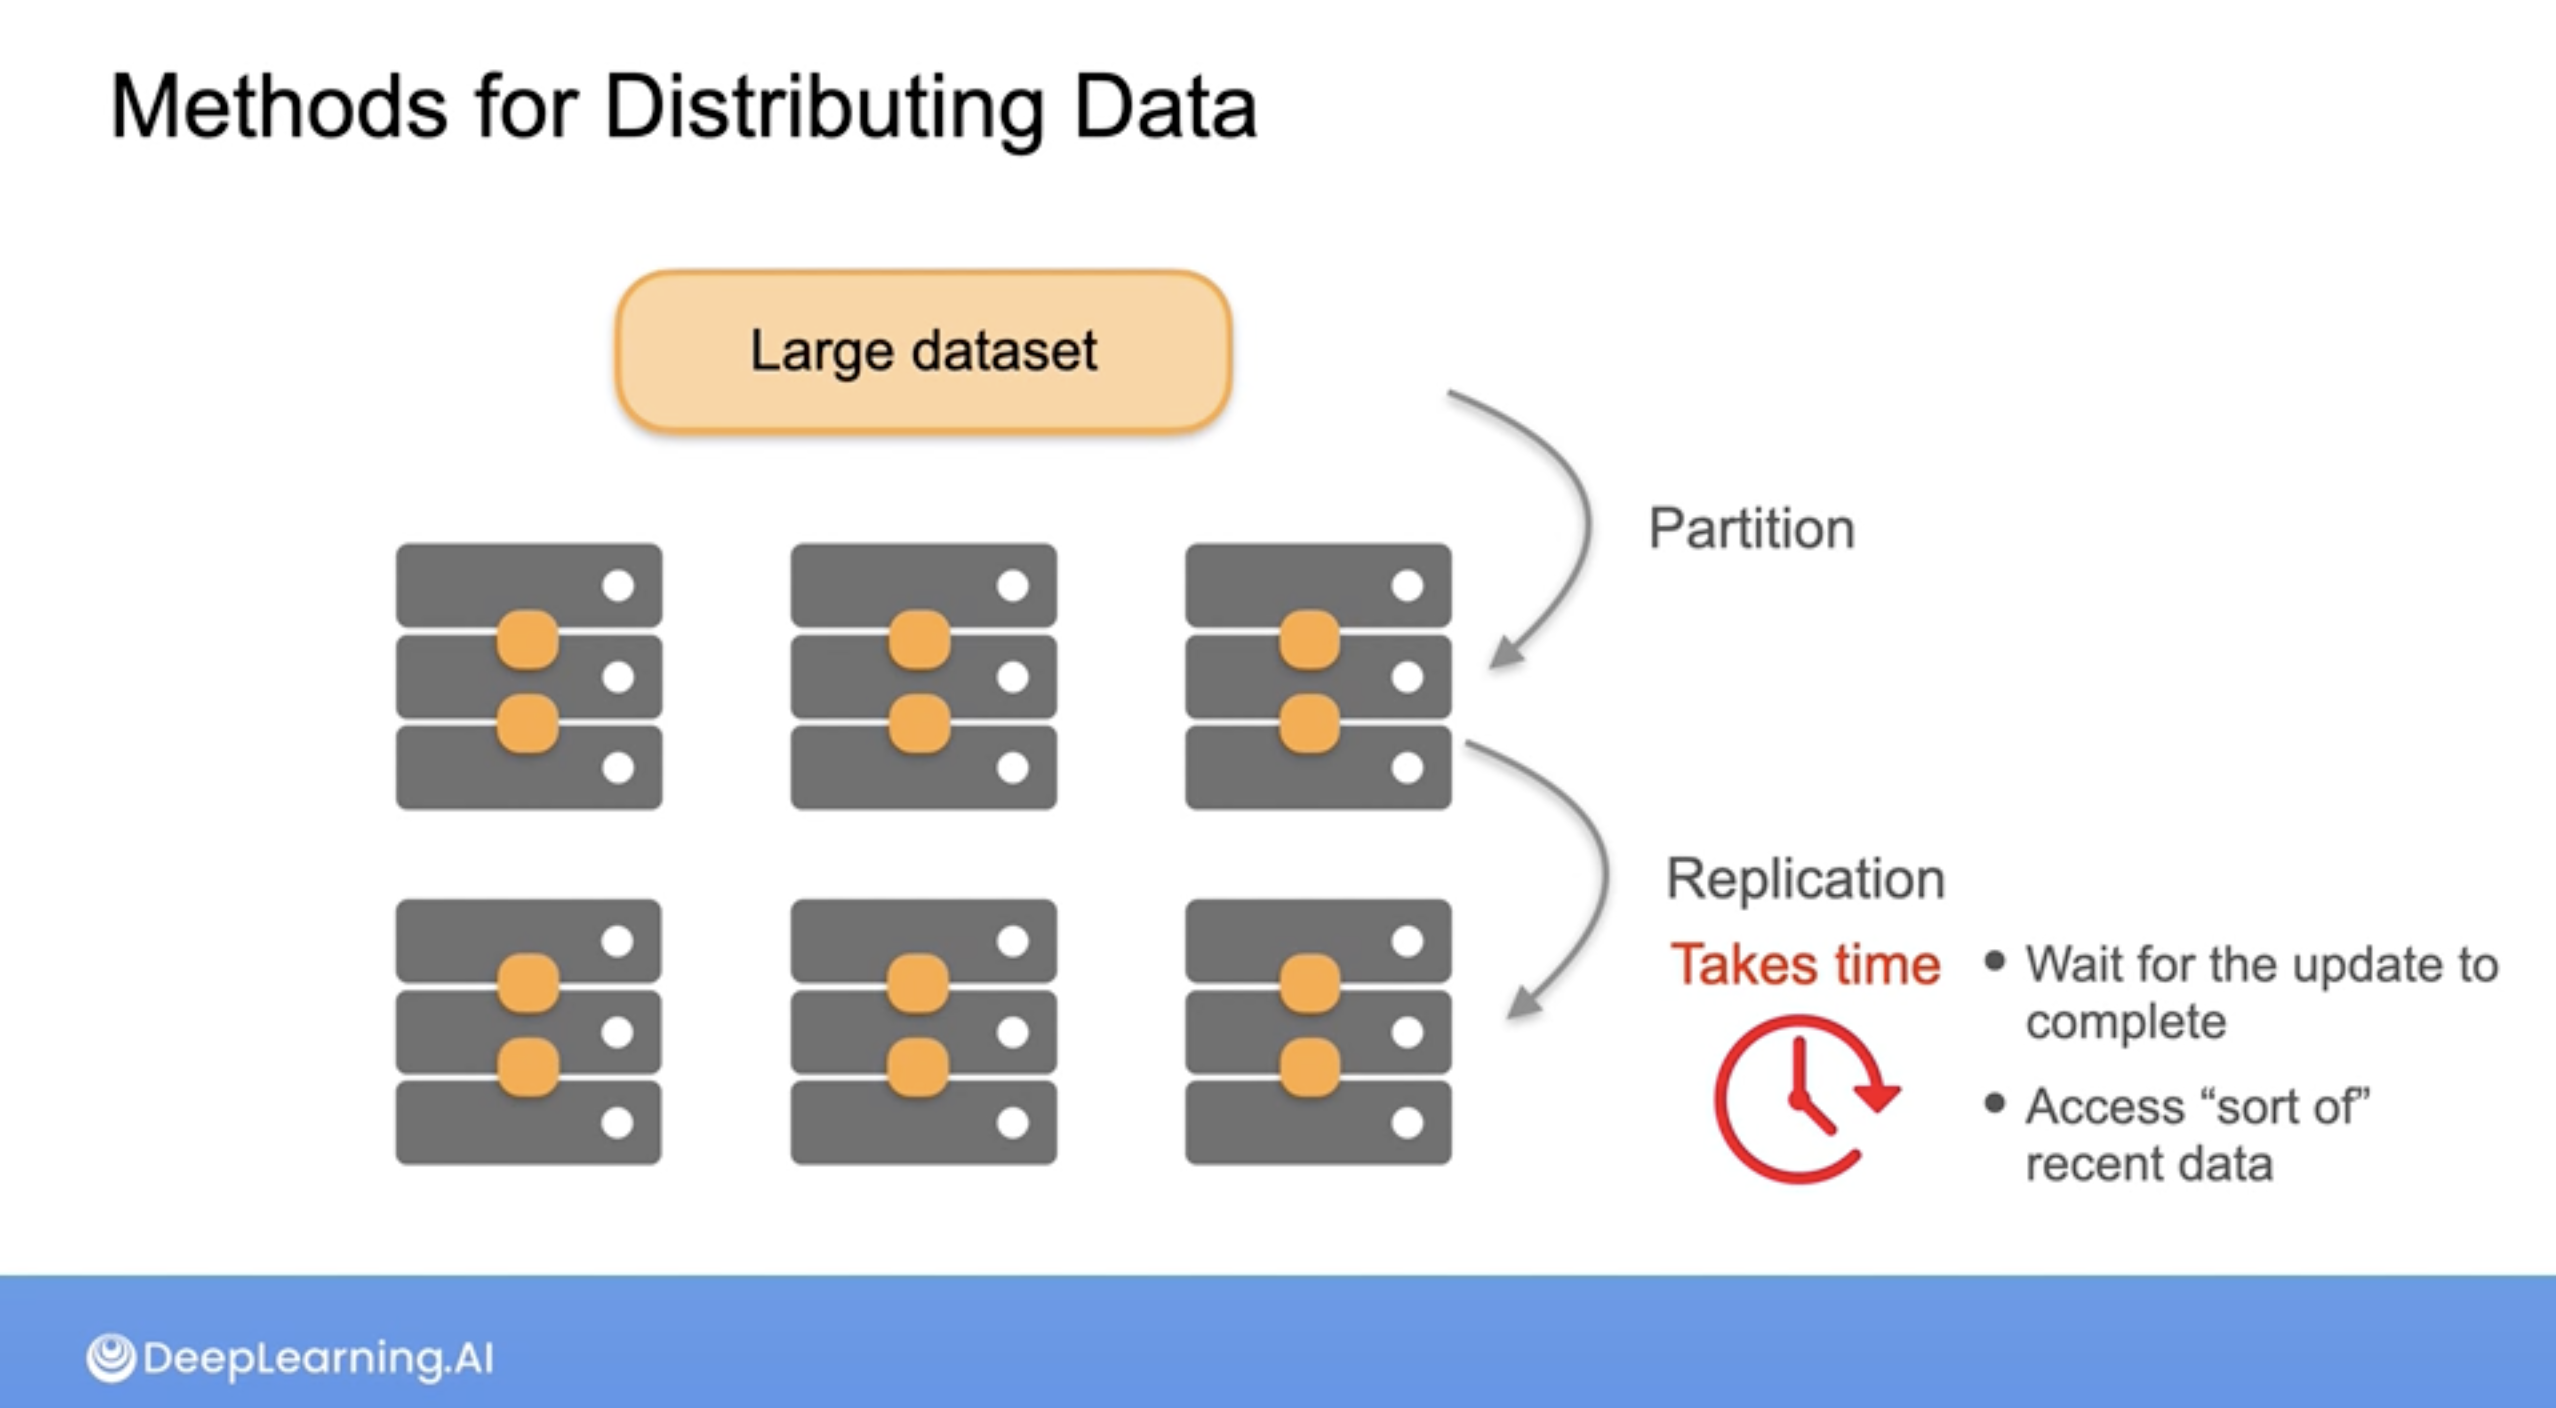 Methods for Distributing Data
Large dataset
Partition
Replication
Takes time
• Wait for the update to
complete
• Access “sort of”
recent data
DeepLearning.AI